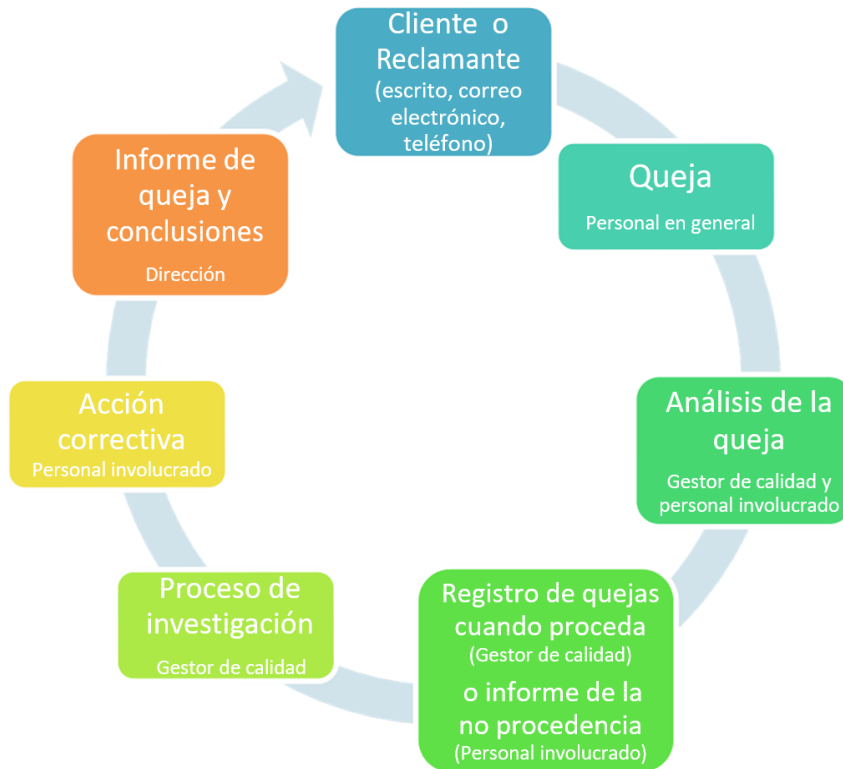 Cliente o
Reclamante
(escrito, correo
electrónico,
teléfono)
Queja
Personal en general
Análisis de la
queja
Gestor de calidad y
personal involucrado
Registro de quejas
cuando proceda
(Gestor de calidad)
o informe de la
no procedencia
(Personal involucrado)
Proceso de
investigación
Gestor de calidad
Acción
correctiva
Personal involucrado
Informe de
queja y
conclusiones
Dirección